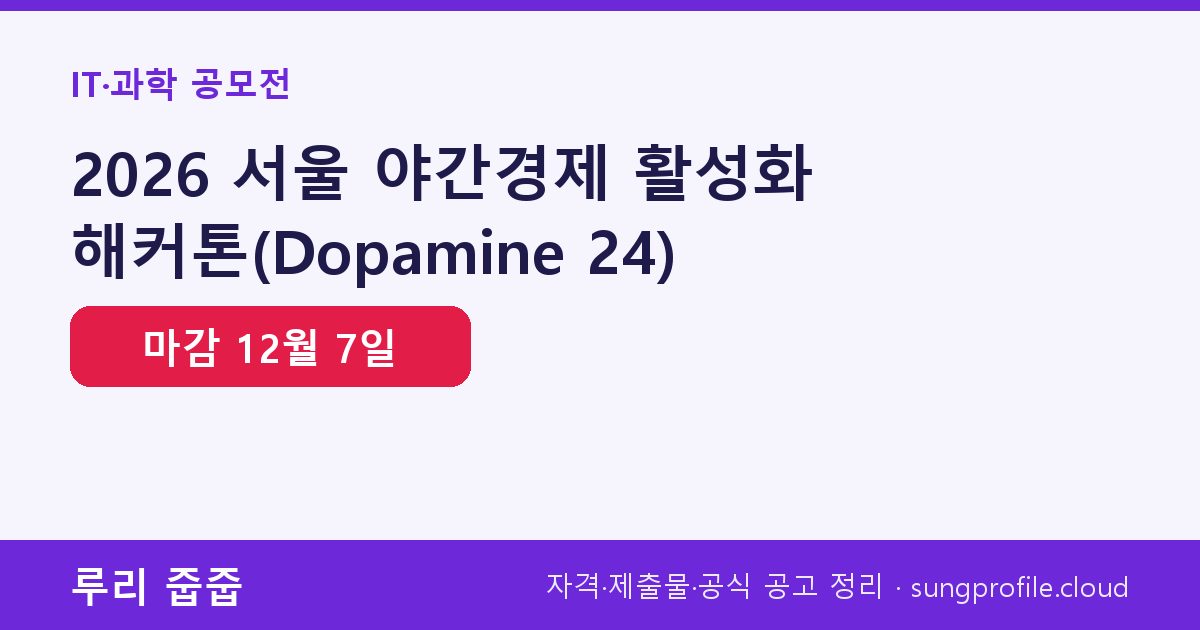 IT·과학 공모전
2026 서울 야간경제 활성화
해커톤(Dopamine 24)
마감 12월 7일
루리 줍줍
자격·제출물·공식 공고 정리 · sungprofile.cloud